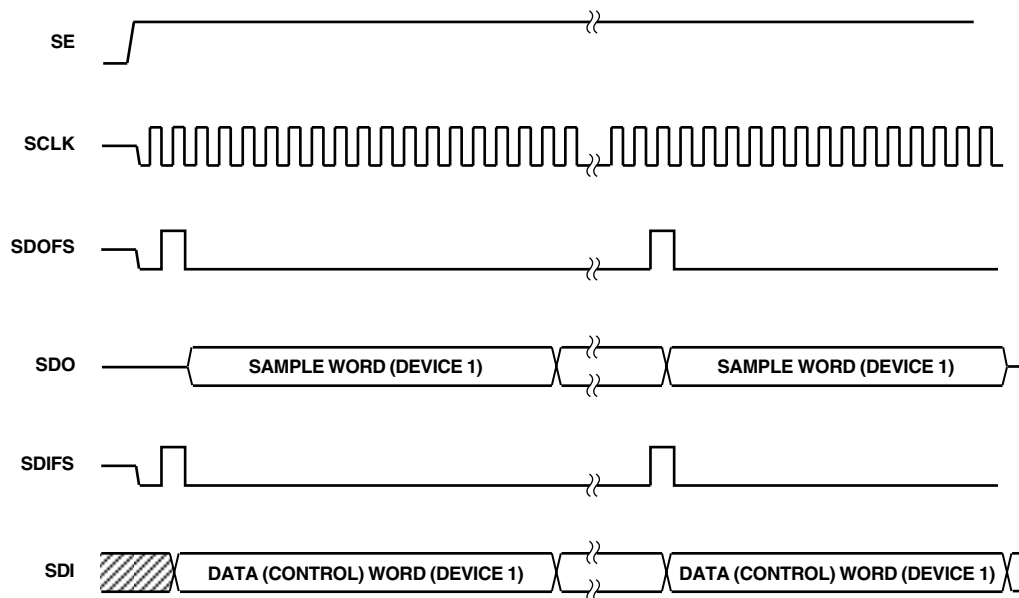 SE
SCLK
SDOFS
SDO
SAMPLE WORD (DEVICE 1)
SAMPLE WORD (DEVICE 1)
SDIFS
SDI
DATA (CONTROL) WORD (DEVICE 1)
DATA (CONTROL) WORD (DEVICE 1)